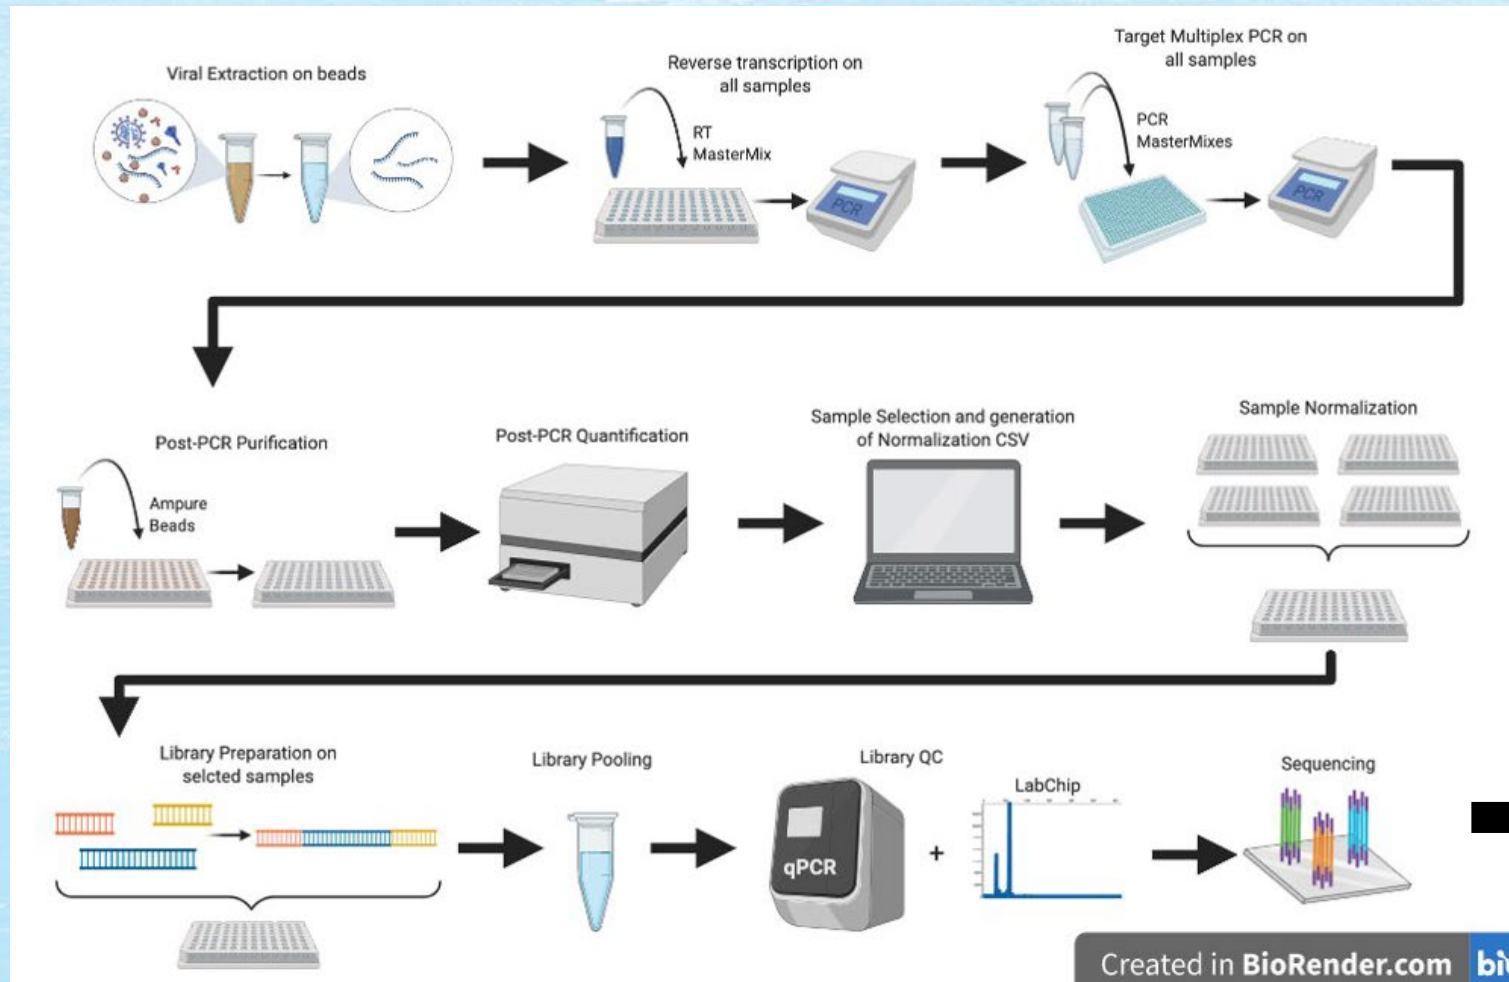 Viral Extraction on beads
Reverse transcription on
all samples
RT
MasterMix
PCR
Target Multiplex PCR on
all samples
PCR
MasterMixes
PCR
Post-PCR Purification
Ampure
Beads
Post-PCR Quantification
Sample Selection and generation
of Normalization CSV
Sample Normalization
Library Preparation on
selcted samples
Library Pooling
Library QC
qPCR
+
LabChip
Sequencing
Created in BioRender.com